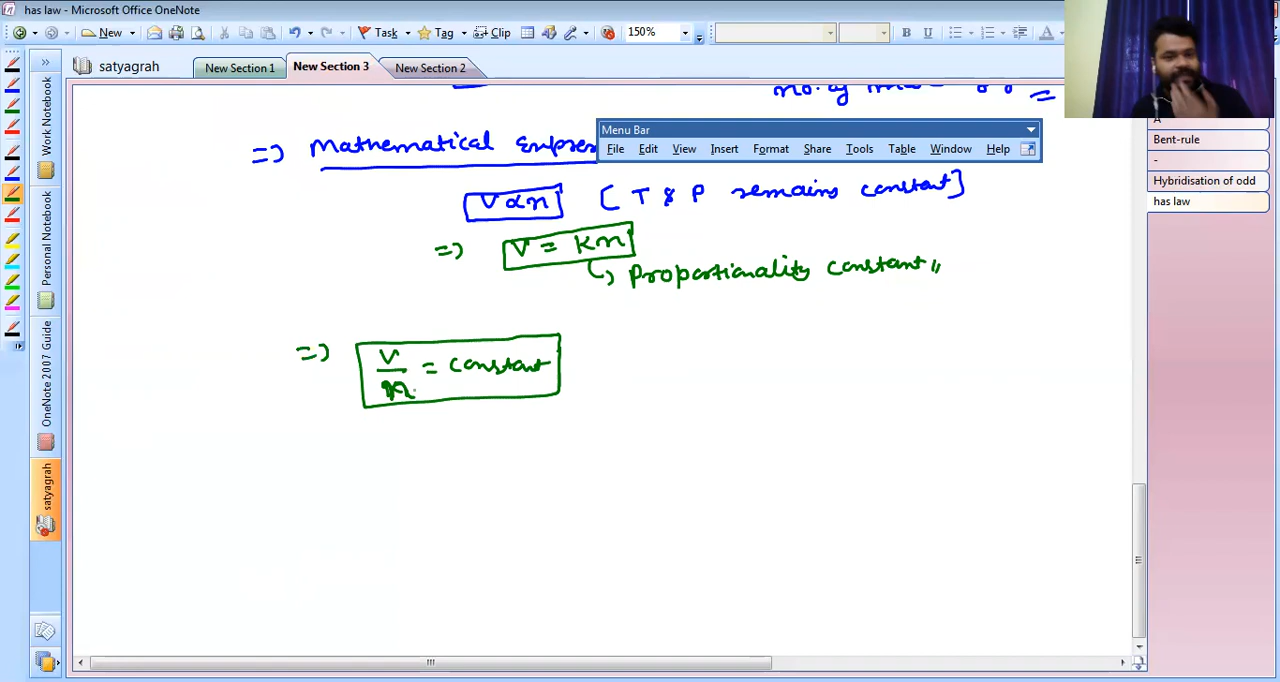 has law - Microsoft Office OneNote
New Task Tag Clip 150% B U A
satyagrah New Section 1 New Section 3 New Section 2
Work Notebook
Personal Notebook
OneNote 2007 Guide
satyagrah
A
Bent-rule
-
Hybridisation of odd
has law
no. of
Menu Bar
File Edit View Insert Format Share Tools Table Window Help
=> Mathematical
V ∝ n [ T & P remains constant ]
=> V = Kn
Proportionality constant "
=> V/n = constant